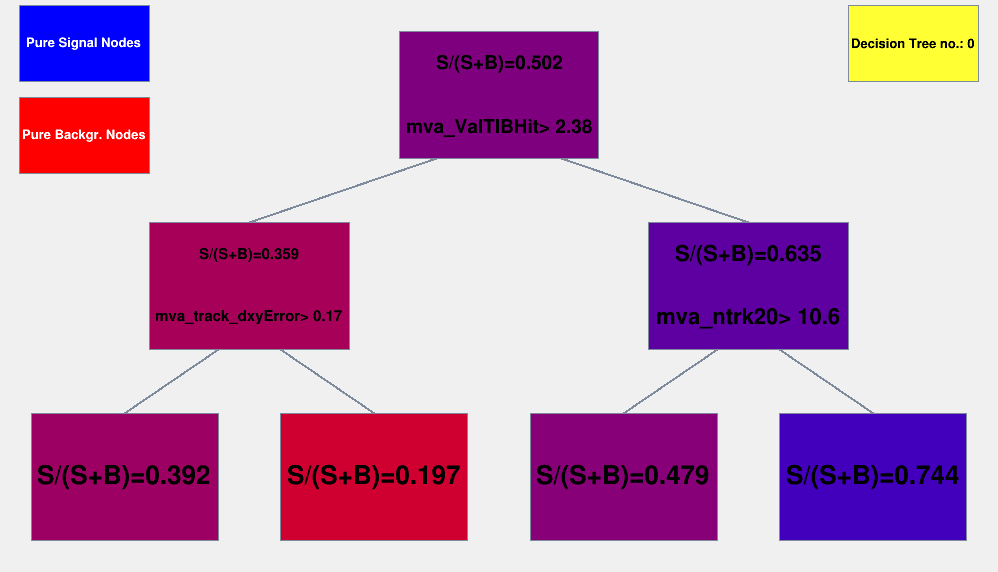 Pure Signal Nodes
Decision Tree no.: 0
Pure Backgr. Nodes
S/(S+B)=0.502
mva_ValTIBHit> 2.38
S/(S+B)=0.359
mva_track_dxyError> 0.17
S/(S+B)=0.635
mva_ntrk20> 10.6
S/(S+B)=0.392
S/(S+B)=0.197
S/(S+B)=0.479
S/(S+B)=0.744